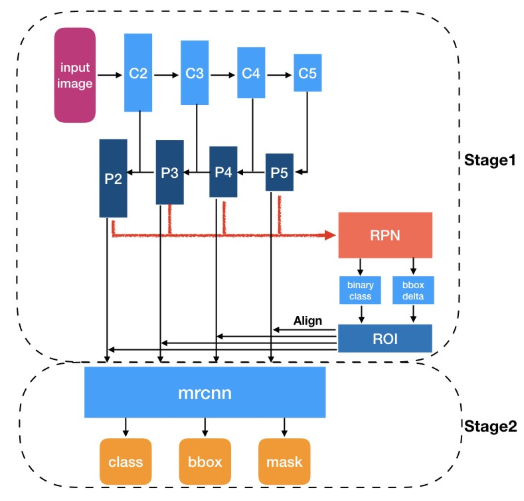 input
image
C2
C3
C4
C5
P2
P3
P4
P5
Stage1
RPN
binary
class
bbox
delta
Align
ROI
mrcnn
Stage2
class
bbox
mask